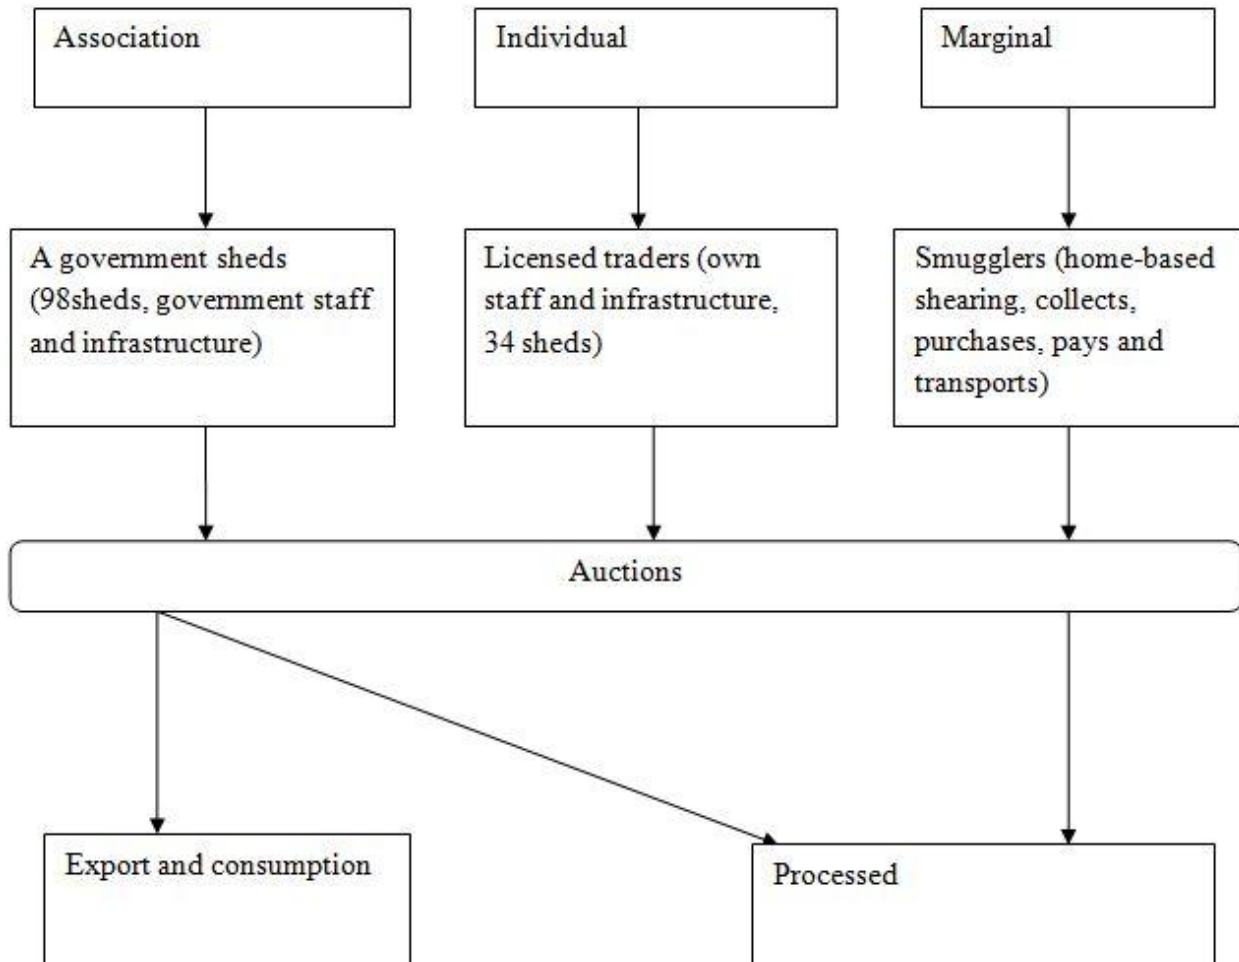 Association
Individual
Marginal
A government sheds
(98sheds, government staff
and infrastructure)
Licensed traders (own
staff and infrastructure,
34 sheds)
Smugglers (home-based
shearing, collects,
purchases, pays and
transports)
Auctions
Export and consumption
Processed